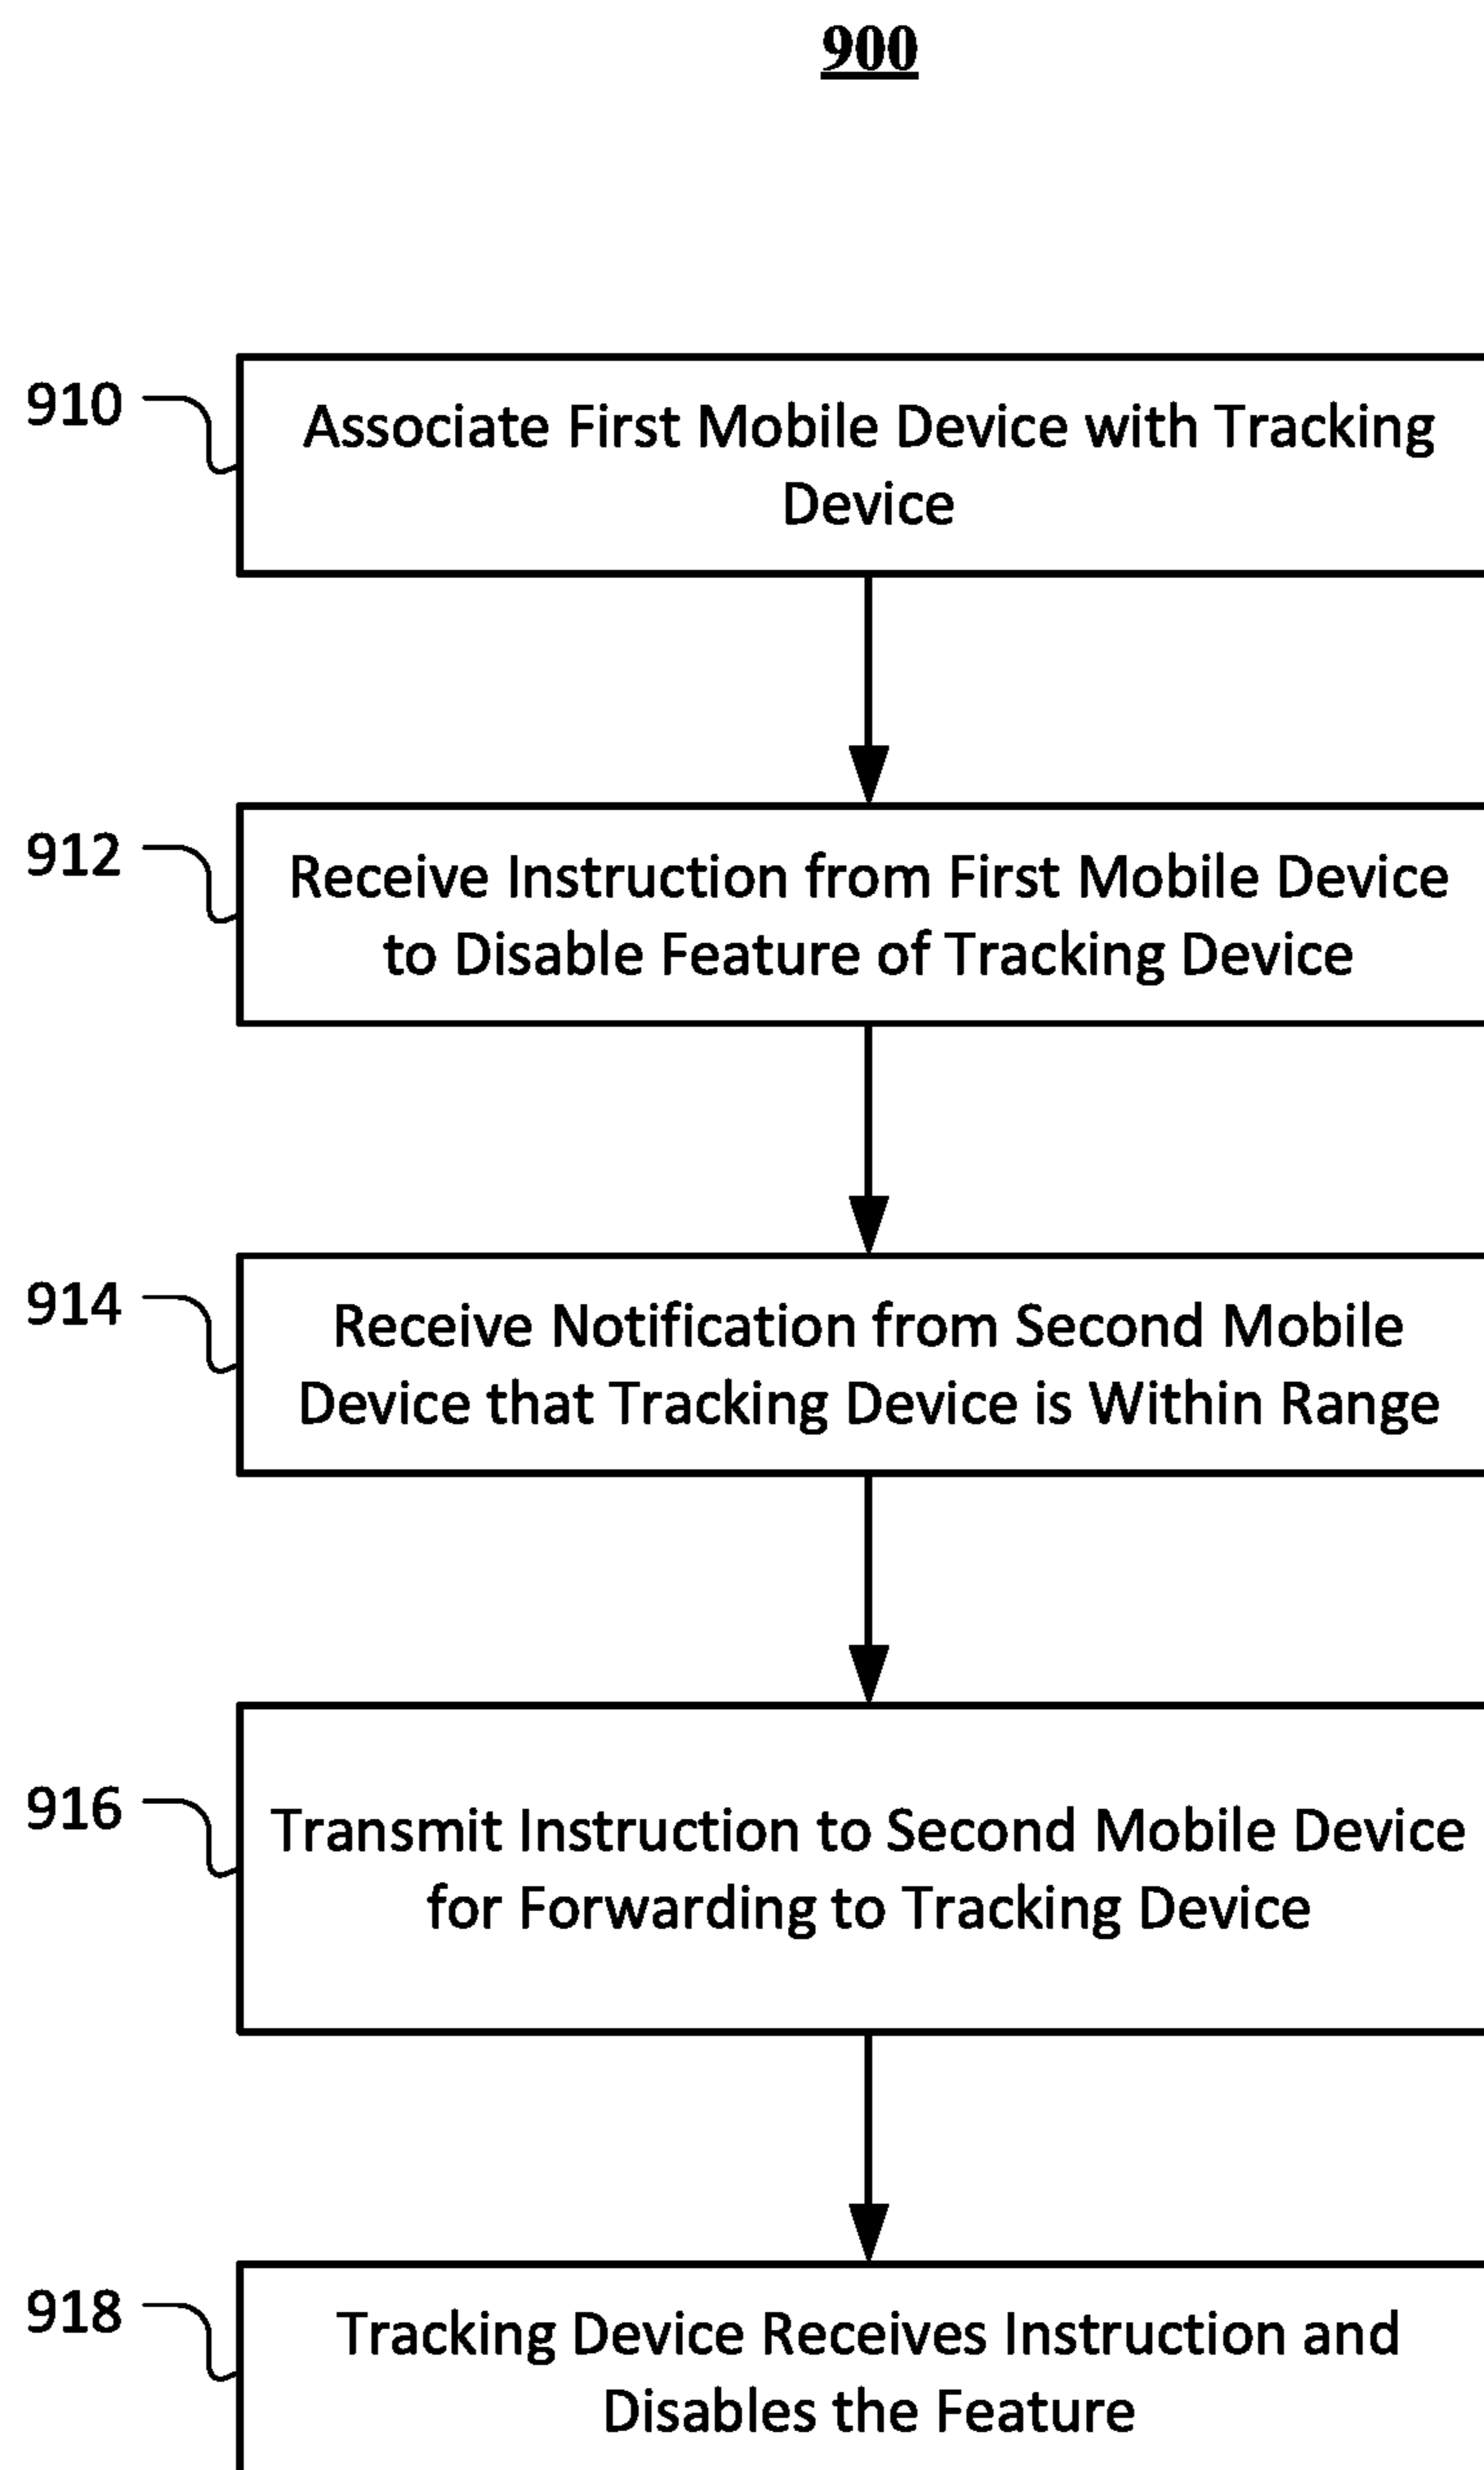 900
910
Associate First Mobile Device with Tracking
Device
912
Receive Instruction from First Mobile Device
to Disable Feature of Tracking Device
914
Receive Notification from Second Mobile
Device that Tracking Device is Within Range
916
Transmit Instruction to Second Mobile Device
for Forwarding to Tracking Device
918
Tracking Device Receives Instruction and
Disables the Feature